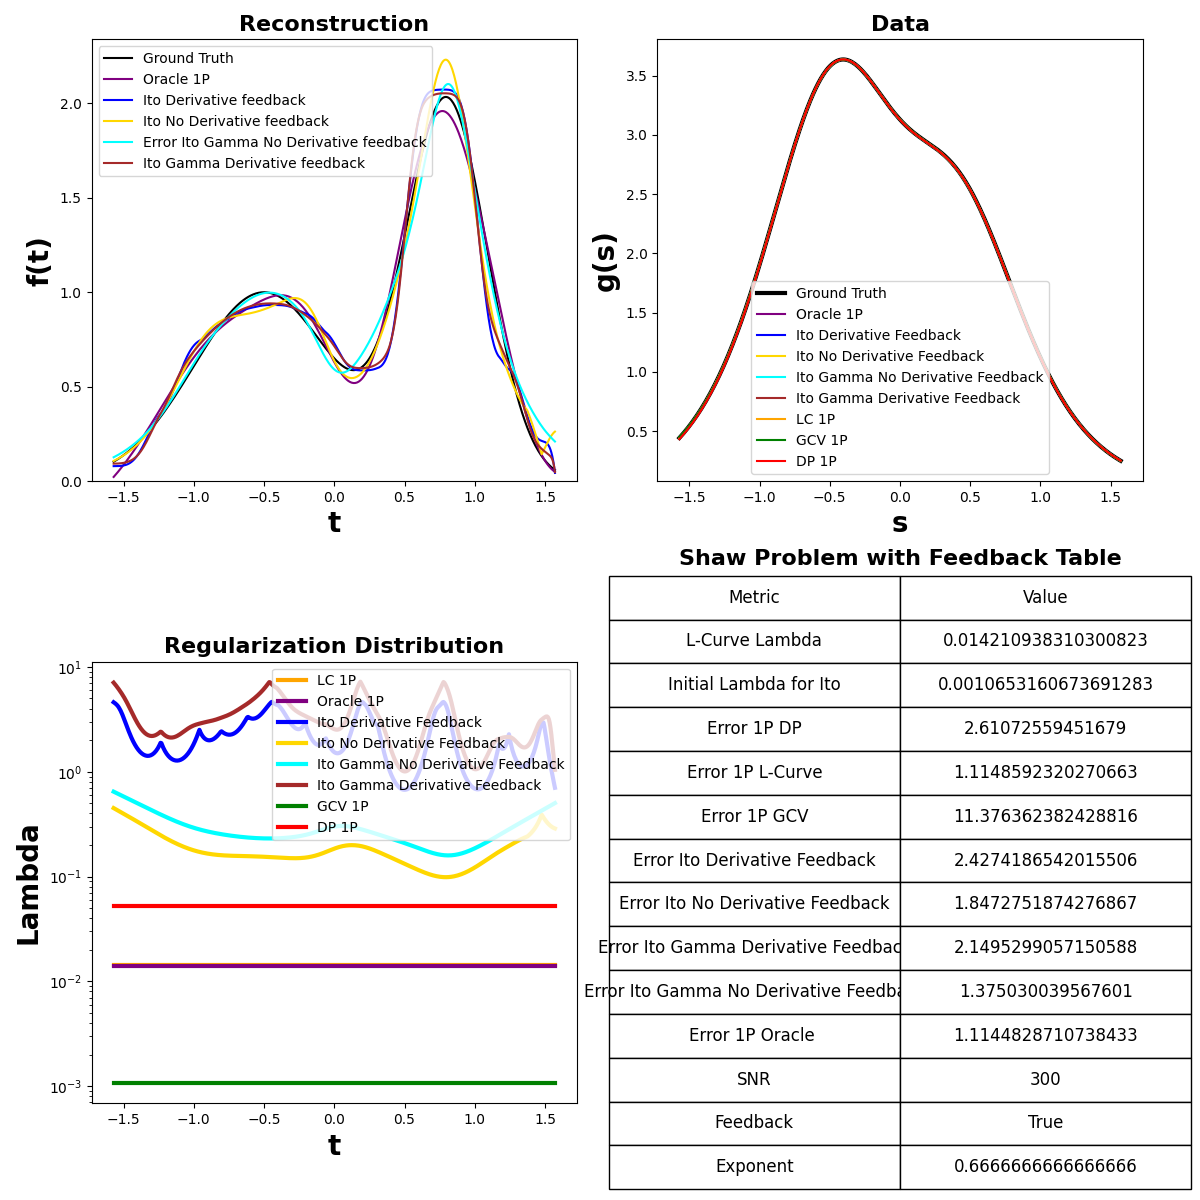 Reconstruction
Ground Truth
Oracle 1P
Ito Derivative feedback
Ito No Derivative feedback
Error Ito Gamma No Derivative feedback
Ito Gamma Derivative feedback
f(t)
2.0
1.5
1.0
0.5
0.0
−1.5 −1.0 −0.5 0.0 0.5 1.0 1.5
t
Data
g(s)
3.5
3.0
2.5
2.0
1.5
1.0
0.5
Ground Truth
Oracle 1P
Ito Derivative Feedback
Ito No Derivative Feedback
Ito Gamma No Derivative Feedback
Ito Gamma Derivative Feedback
LC 1P
GCV 1P
DP 1P
−1.5 −1.0 −0.5 0.0 0.5 1.0 1.5
s
Regularization Distribution
Lambda
10¹
10⁰
10⁻¹
10⁻²
10⁻³
LC 1P
Oracle 1P
Ito Derivative Feedback
Ito No Derivative Feedback
Ito Gamma No Derivative Feedback
Ito Gamma Derivative Feedback
GCV 1P
DP 1P
−1.5 −1.0 −0.5 0.0 0.5 1.0 1.5
t
Shaw Problem with Feedback Table
Metric Value
L-Curve Lambda 0.014210938310300823
Initial Lambda for Ito 0.0010653160673691283
Error 1P DP 2.61072559451679
Error 1P L-Curve 1.1148592320270663
Error 1P GCV 11.376362382428816
Error Ito Derivative Feedback 2.4274186542015506
Error Ito No Derivative Feedback 1.8472751874276867
Error Ito Gamma Derivative Feedbac 2.1495299057150588
Error Ito Gamma No Derivative Feedba 1.375030039567601
Error 1P Oracle 1.1144828710738433
SNR 300
Feedback True
Exponent 0.6666666666666666